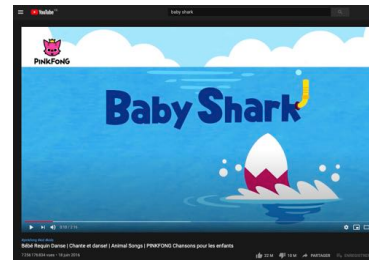 YouTube
baby shark
PINKFONG
Baby Shark
Bébé Requin Danse | Chante et danse! | Animal Songs | PINKFONG Chansons pour les enfants
PARTAGER